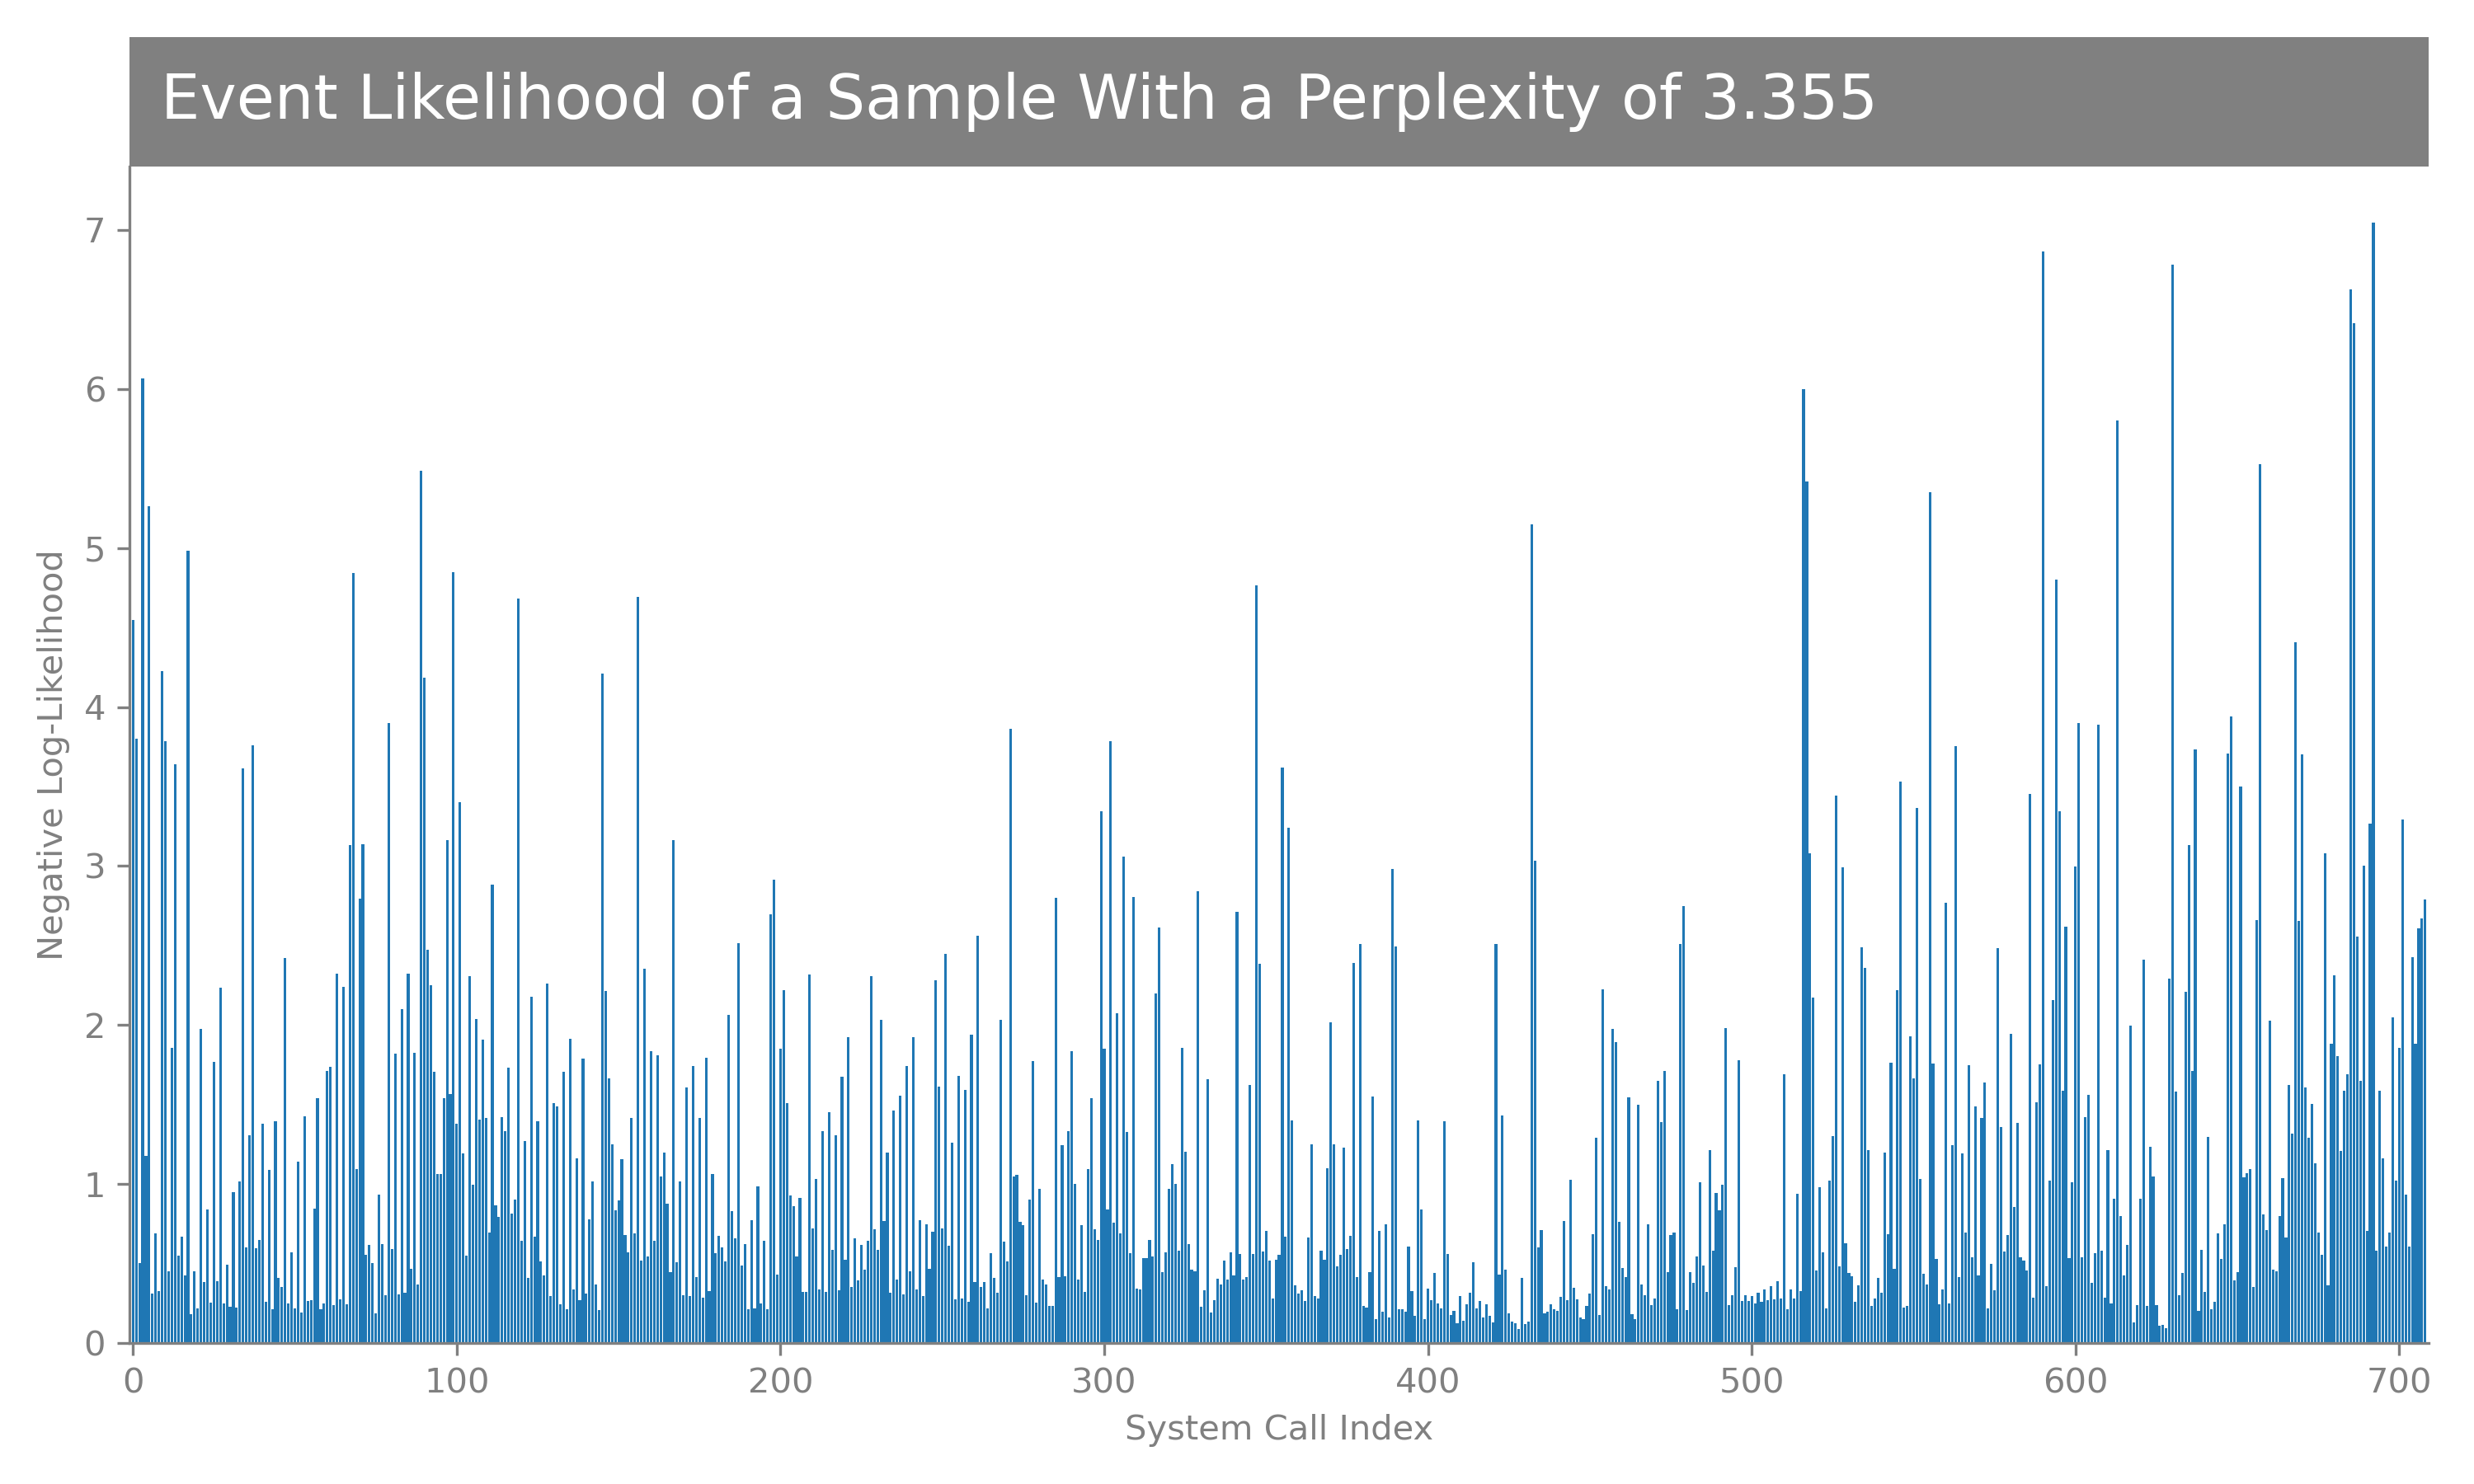 Event Likelihood of a Sample With a Perplexity of 3.355
7
6
5
4
3
2
1
0
Negative Log-Likelihood
0 100 200 300 400 500 600 700
System Call Index